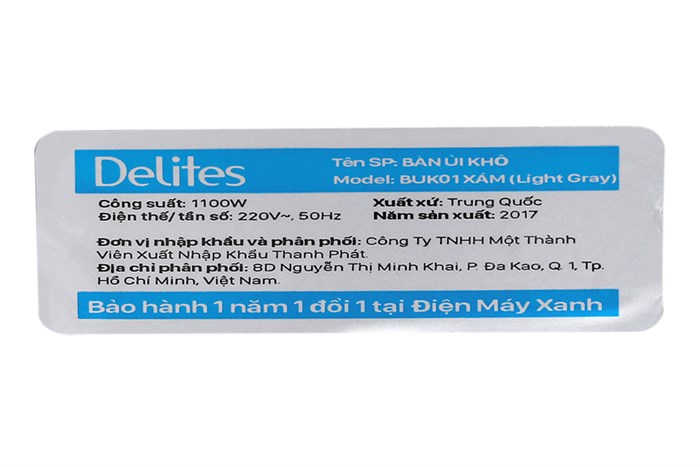 Delites
Tên SP: BÀN ỦI KHÔ
Model: BUK01 XÁM (Light Gray)
Công suất: 1100W
Xuất xứ: Trung Quốc
Điện thế/ tần số: 220V~, 50Hz
Năm sản xuất: 2017
Đơn vị nhập khẩu và phân phối: Công Ty TNHH Một Thành
Viên Xuất Nhập Khẩu Thanh Phát.
Địa chỉ phân phối: 8D Nguyễn Thị Minh Khai, P. Đa Kao, Q. 1, Tp.
Hồ Chí Minh, Việt Nam.
Bảo hành 1 năm 1 đổi 1 tại Điện Máy Xanh